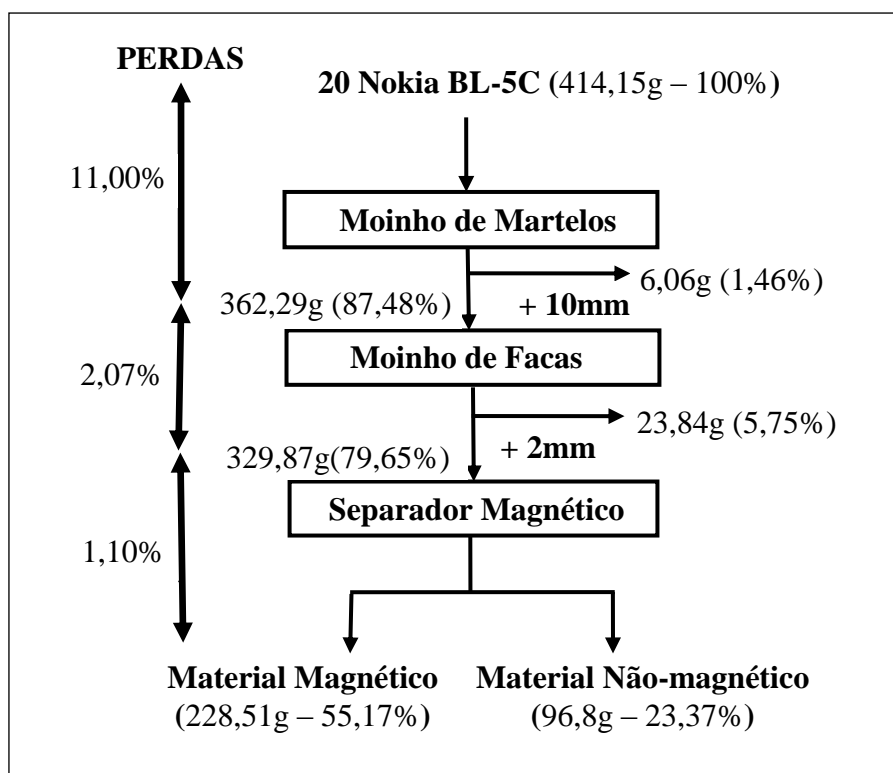 PERDAS
20 Nokia BL-5C (414,15g – 100%)
11,00%
Moinho de Martelos
6,06g (1,46%)
362,29g (87,48%)
+ 10mm
Moinho de Facas
2,07%
23,84g (5,75%)
329,87g(79,65%)
+ 2mm
Separador Magnético
1,10%
Material Magnético
(228,51g – 55,17%)
Material Não-magnético
(96,8g – 23,37%)